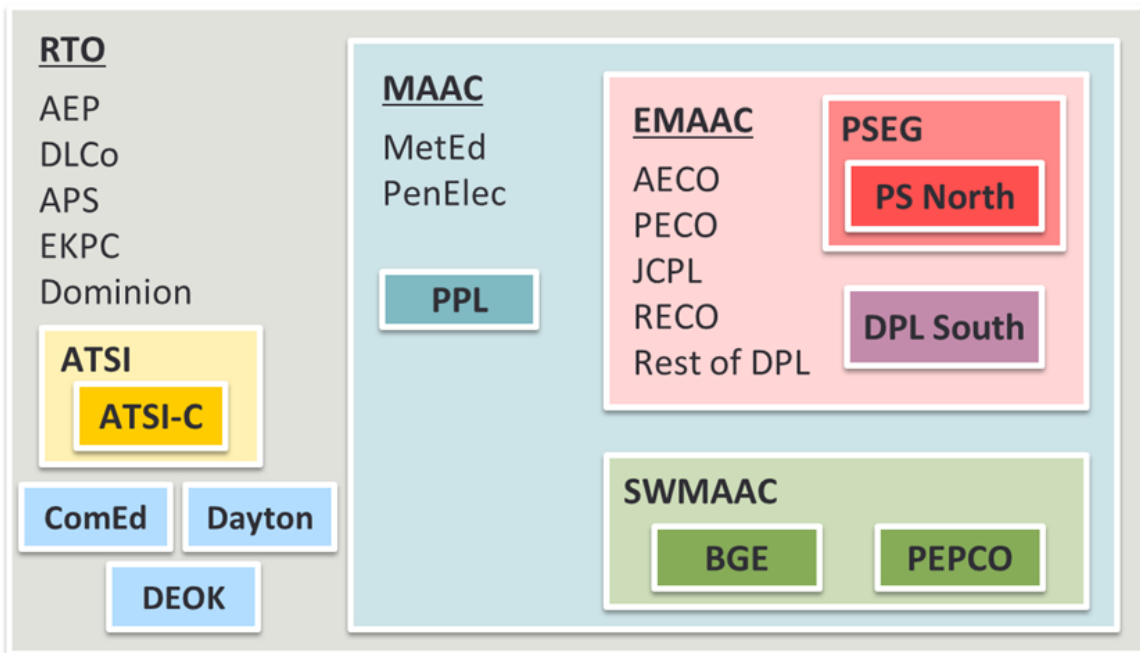 RTO
AEP
DLCo
APS
EKPC
Dominion
ATSI
ATSI-C
ComEd
Dayton
DEOK
MAAC
MetEd
PenElec
PPL
EMAAC
AECO
PECO
JCPL
RECO
Rest of DPL
PSEG
PS North
DPL South
SWMAAC
BGE
PEPCO